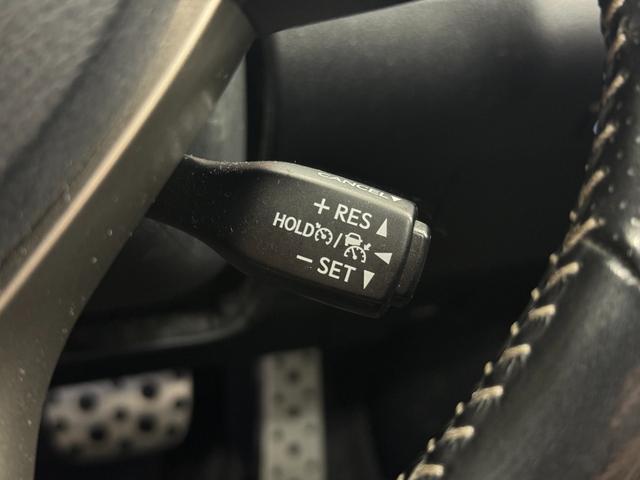 CANCEL
+ RES
HOLD /
− SET